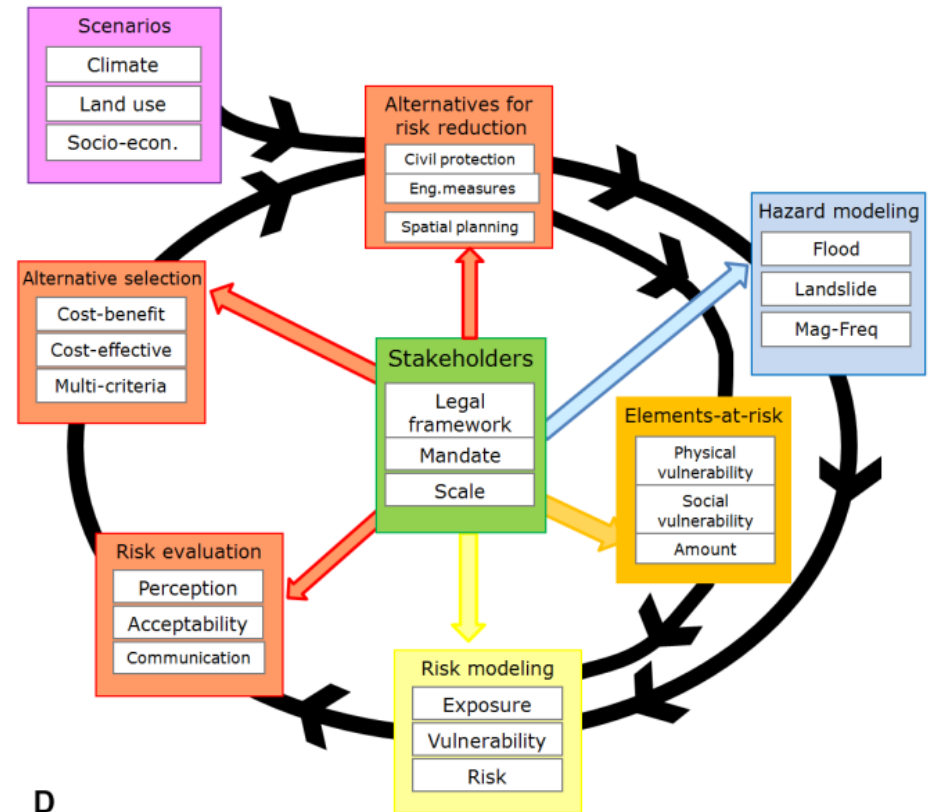 Scenarios
Climate
Land use
Socio-econ.
Alternatives for
risk reduction
Civil protection
Eng.measures
Spatial planning
Hazard modeling
Flood
Landslide
Mag-Freq
Alternative selection
Cost-benefit
Cost-effective
Multi-criteria
Stakeholders
Legal
framework
Mandate
Scale
Elements-at-risk
Physical
vulnerability
Social
vulnerability
Amount
Risk evaluation
Perception
Acceptability
Communication
Risk modeling
Exposure
Vulnerability
Risk
D